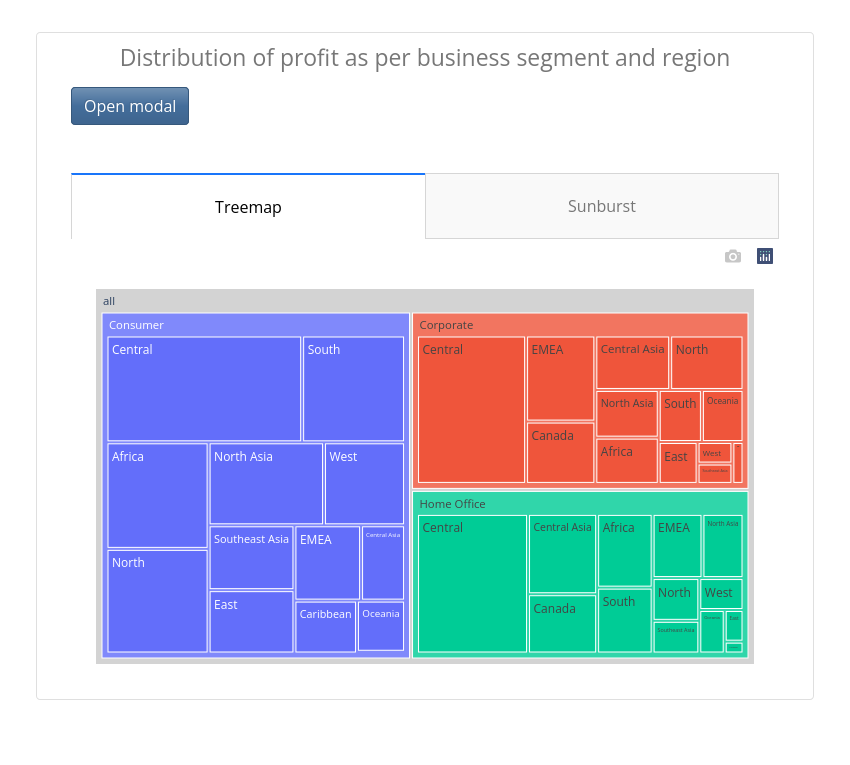 Distribution of profit as per business segment and region
Open modal
Treemap
Sunburst
all
Consumer
Central
South
Africa
North Asia
West
North
Southeast Asia
EMEA
Central Asia
East
Caribbean
Oceania
Corporate
Central
EMEA
Central Asia
North
North Asia
South
Oceania
Canada
Africa
East
West
Southeast Asia
Home Office
Central
Central Asia
Africa
EMEA
North Asia
Canada
South
North
West
Southeast Asia
Oceania
East